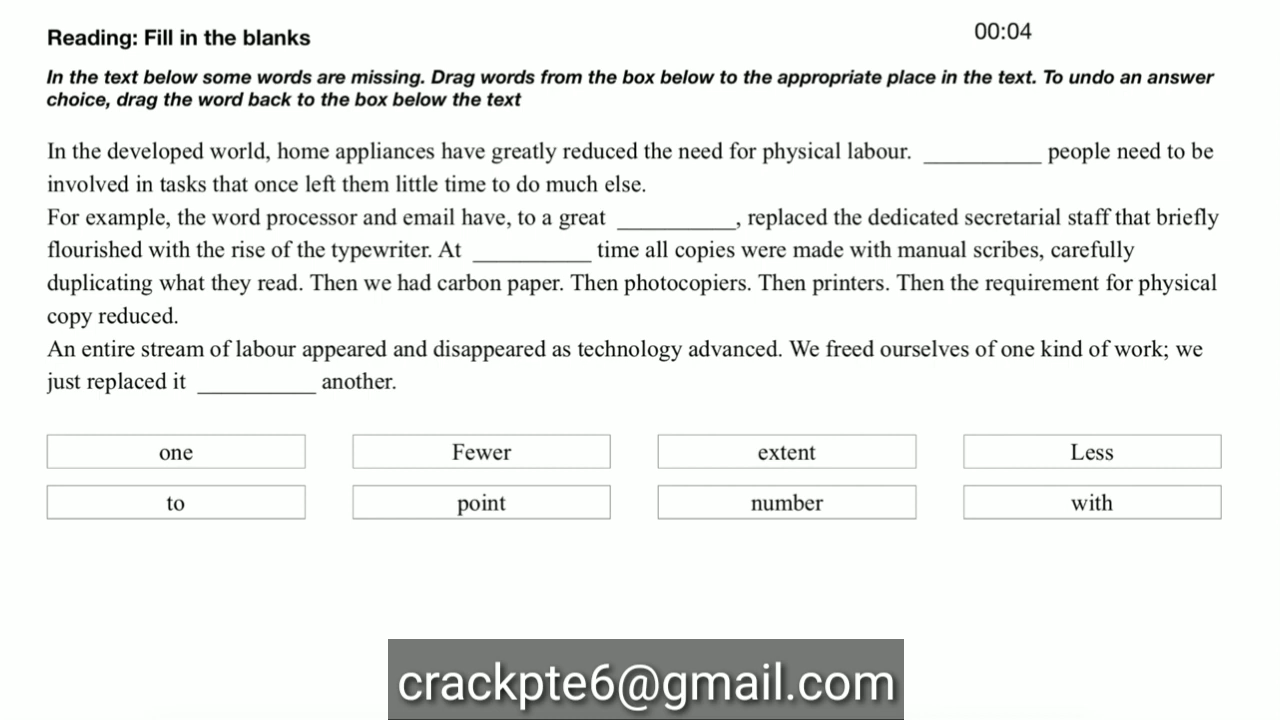 Reading: Fill in the blanks
00:04
In the text below some words are missing. Drag words from the box below to the appropriate place in the text. To undo an answer
choice, drag the word back to the box below the text
In the developed world, home appliances have greatly reduced the need for physical labour. __________ people need to be
involved in tasks that once left them little time to do much else.
For example, the word processor and email have, to a great __________, replaced the dedicated secretarial staff that briefly
flourished with the rise of the typewriter. At __________ time all copies were made with manual scribes, carefully
duplicating what they read. Then we had carbon paper. Then photocopiers. Then printers. Then the requirement for physical
copy reduced.
An entire stream of labour appeared and disappeared as technology advanced. We freed ourselves of one kind of work; we
just replaced it __________ another.
one Fewer extent Less
to point number with
crackpte6@gmail.com